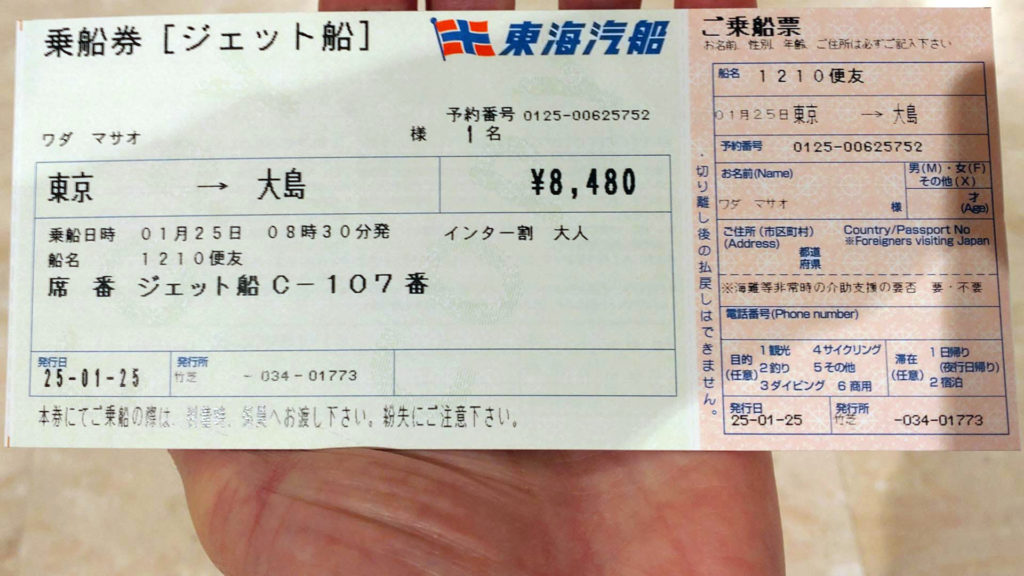 乗船券 [ジェット船]
東海汽船
予約番号 0125-00625752
ワダ マサオ 様 1名
東京 → 大島 ¥8,480
乗船日時 01月25日 08時30分発 インター割 大人
船名 1210便友
席番 ジェット船C-107番
発行日 発行所
25-01-25 竹芝 -034-01773
本券にてご乗船の際は、へお渡し下さい。紛失にご注意下さい。
・切り離し後の払戻しはできません。
ご乗船票
お名前、性別、年齢、ご住所は必ずご記入下さい
船名 1210便友
01月25日東京 → 大島
予約番号 0125-00625752
お名前(Name) 男(M)・女(F)
その他(X)
ワダ マサオ 様 才
(Age)
ご住所(市区町村) Country/Passport No
(Address) ※Foreigners visiting Japan
都道
府県
※海難等非常時の介助支援の要否 要・不要
電話番号(Phone number)
目的 1観光 4サイクリング 滞在 1日帰り
(任意) 2釣り 5その他 (任意) (夜行日帰り)
3ダイビング 6商用 2宿泊
発行日 発行所
25-01-25 竹芝 -034-01773